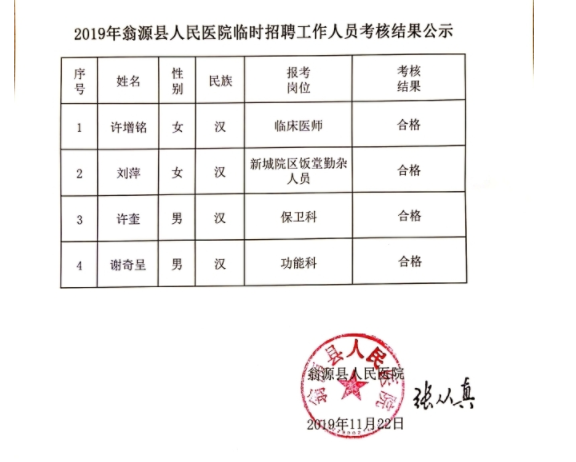 2019年翁源县人民医院临时招聘工作人员考核结果公示
序号 姓名 性别 民族 报考岗位 考核结果
1 许增铭 女 汉 临床医师 合格
2 刘萍 女 汉 新城院区饭堂勤杂人员 合格
3 许奎 男 汉 保卫科 合格
4 谢奇呈 男 汉 功能科 合格
翁源县人民医院
翁源县人民医院
张从真
2019年11月22日